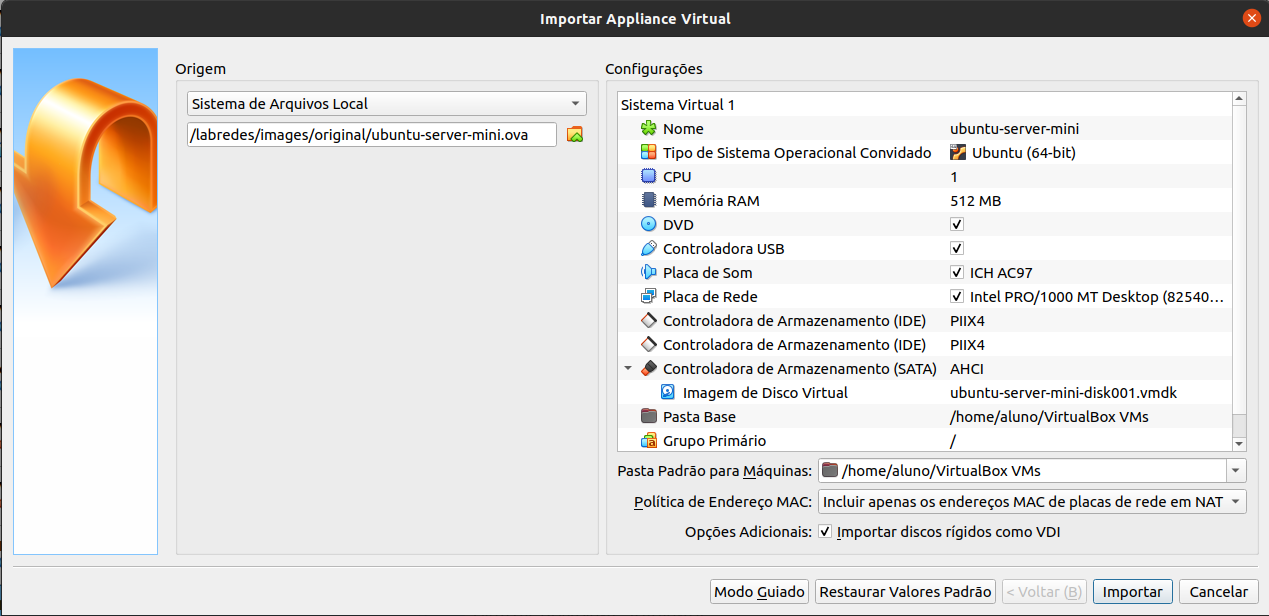 Importar Appliance Virtual
Origem
Sistema de Arquivos Local
/labredes/images/original/ubuntu-server-mini.ova
Configurações
Sistema Virtual 1
Nome ubuntu-server-mini
Tipo de Sistema Operacional Convidado Ubuntu (64-bit)
CPU 1
Memória RAM 512 MB
DVD
Controladora USB
Placa de Som ICH AC97
Placa de Rede Intel PRO/1000 MT Desktop (82540...
Controladora de Armazenamento (IDE) PIIX4
Controladora de Armazenamento (IDE) PIIX4
Controladora de Armazenamento (SATA) AHCI
Imagem de Disco Virtual ubuntu-server-mini-disk001.vmdk
Pasta Base /home/aluno/VirtualBox VMs
Grupo Primário /
Pasta Padrão para Máquinas: /home/aluno/VirtualBox VMs
Política de Endereço MAC: Incluir apenas os endereços MAC de placas de rede em NAT
Opções Adicionais: Importar discos rígidos como VDI
Modo Guiado Restaurar Valores Padrão < Voltar (B) Importar Cancelar